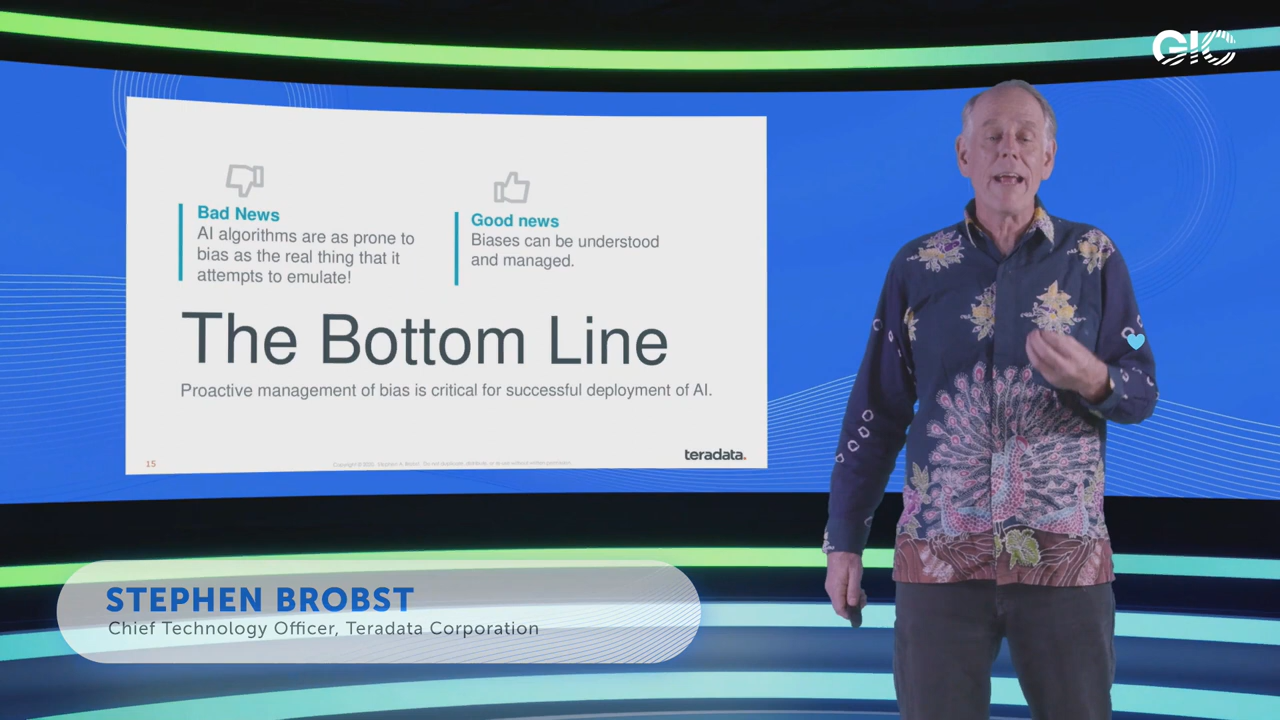 GIC
Bad News
AI algorithms are as prone to
bias as the real thing that it
attempts to emulate!
Good news
Biases can be understood
and managed.
The Bottom Line
Proactive management of bias is critical for successful deployment of AI.
15
teradata.
STEPHEN BROBST
Chief Technology Officer, Teradata Corporation